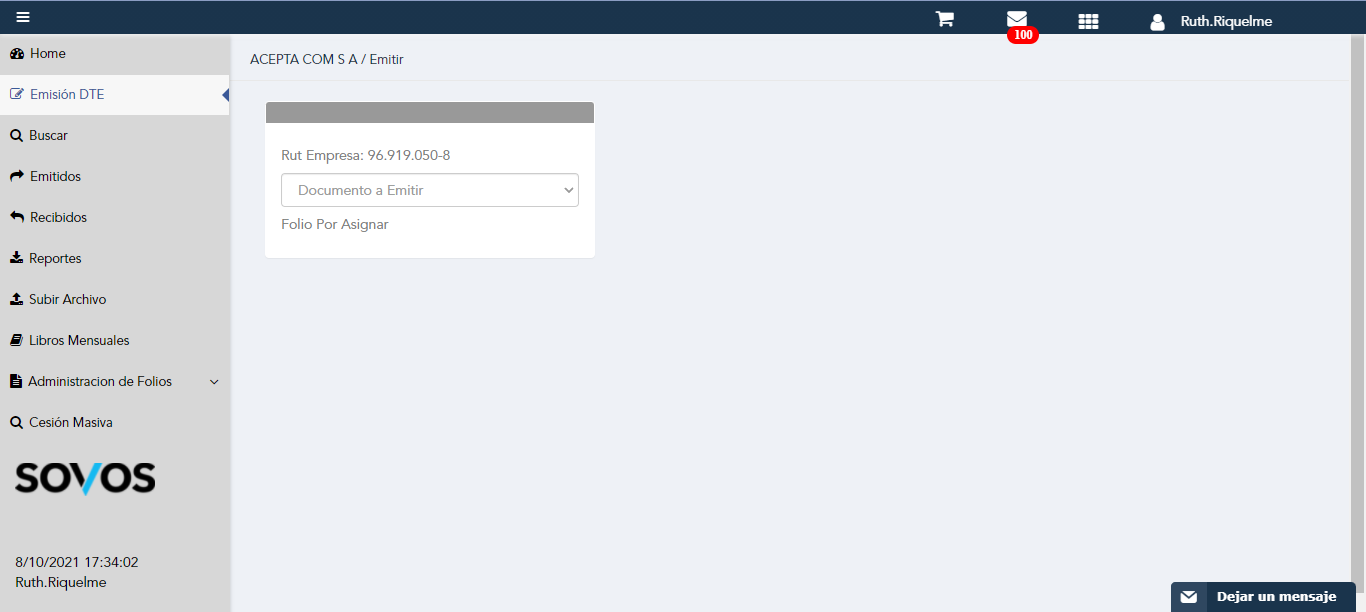 100
Ruth.Riquelme
Home
Emisión DTE
Buscar
Emitidos
Recibidos
Reportes
Subir Archivo
Libros Mensuales
Administracion de Folios
Cesión Masiva
SOVOS
8/10/2021 17:34:02
Ruth.Riquelme
ACEPTA COM S A / Emitir
Rut Empresa: 96.919.050-8
Documento a Emitir
Folio Por Asignar
Dejar un mensaje